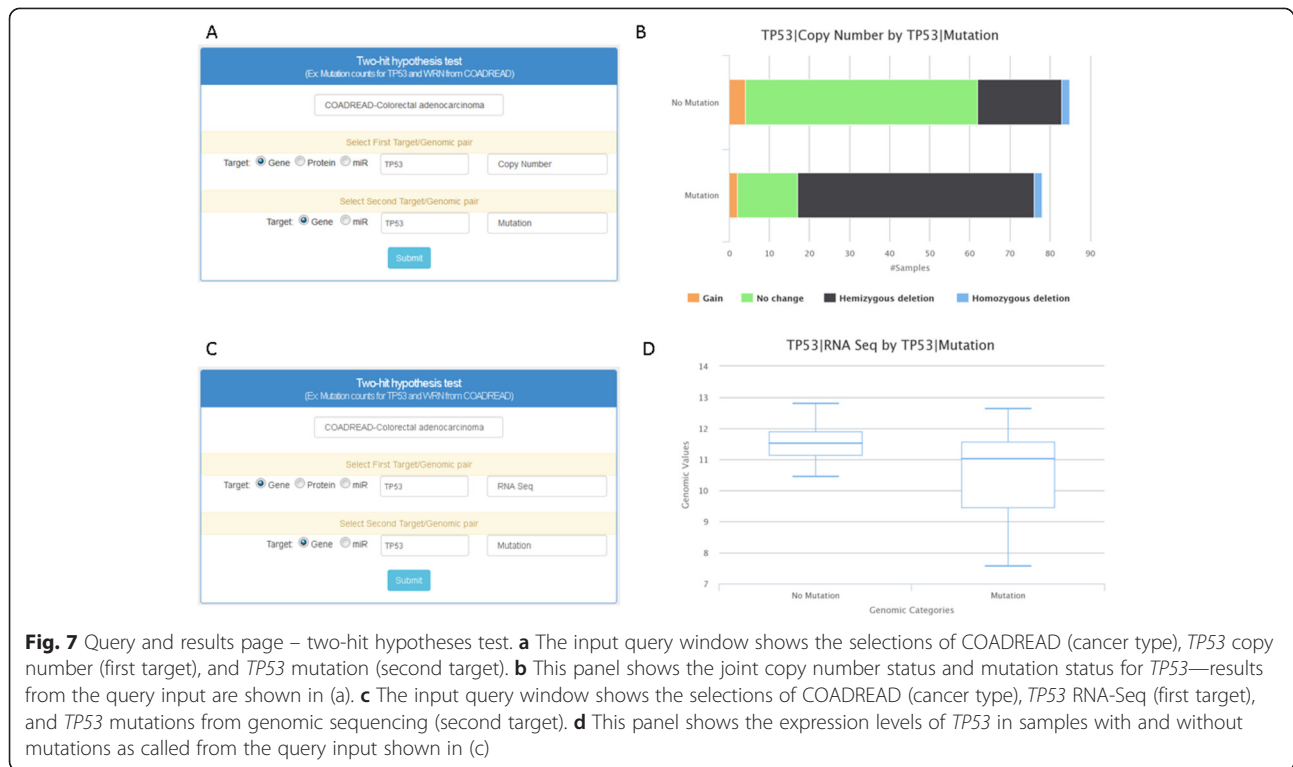 A
Two-hit hypothesis test
(Ex: Mutation counts for TP53 and WRN from COADREAD)
COADREAD-Colorectal adenocarcinoma
Select First Target/Genomic pair
Target: Gene Protein miR TP53 Copy Number
Select Second Target/Genomic pair
Target: Gene miR TP53 Mutation
Submit
B
TP53|Copy Number by TP53|Mutation
No Mutation
Mutation
0 10 20 30 40 50 60 70 80 90
#Samples
Gain No change Hemizygous deletion Homozygous deletion
C
Two-hit hypothesis test
(Ex: Mutation counts for TP53 and WRN from COADREAD)
COADREAD-Colorectal adenocarcinoma
Select First Target/Genomic pair
Target: Gene Protein miR TP53 RNA Seq
Select Second Target/Genomic pair
Target: Gene miR TP53 Mutation
Submit
D
TP53|RNA Seq by TP53|Mutation
14
13
12
11
10
9
8
7
Genomic Values
No Mutation Mutation
Genomic Categories
Fig. 7 Query and results page – two-hit hypotheses test. a The input query window shows the selections of COADREAD (cancer type), TP53 copy
number (first target), and TP53 mutation (second target). b This panel shows the joint copy number status and mutation status for TP53—results
from the query input are shown in (a). c The input query window shows the selections of COADREAD (cancer type), TP53 RNA-Seq (first target),
and TP53 mutations from genomic sequencing (second target). d This panel shows the expression levels of TP53 in samples with and without
mutations as called from the query input shown in (c)